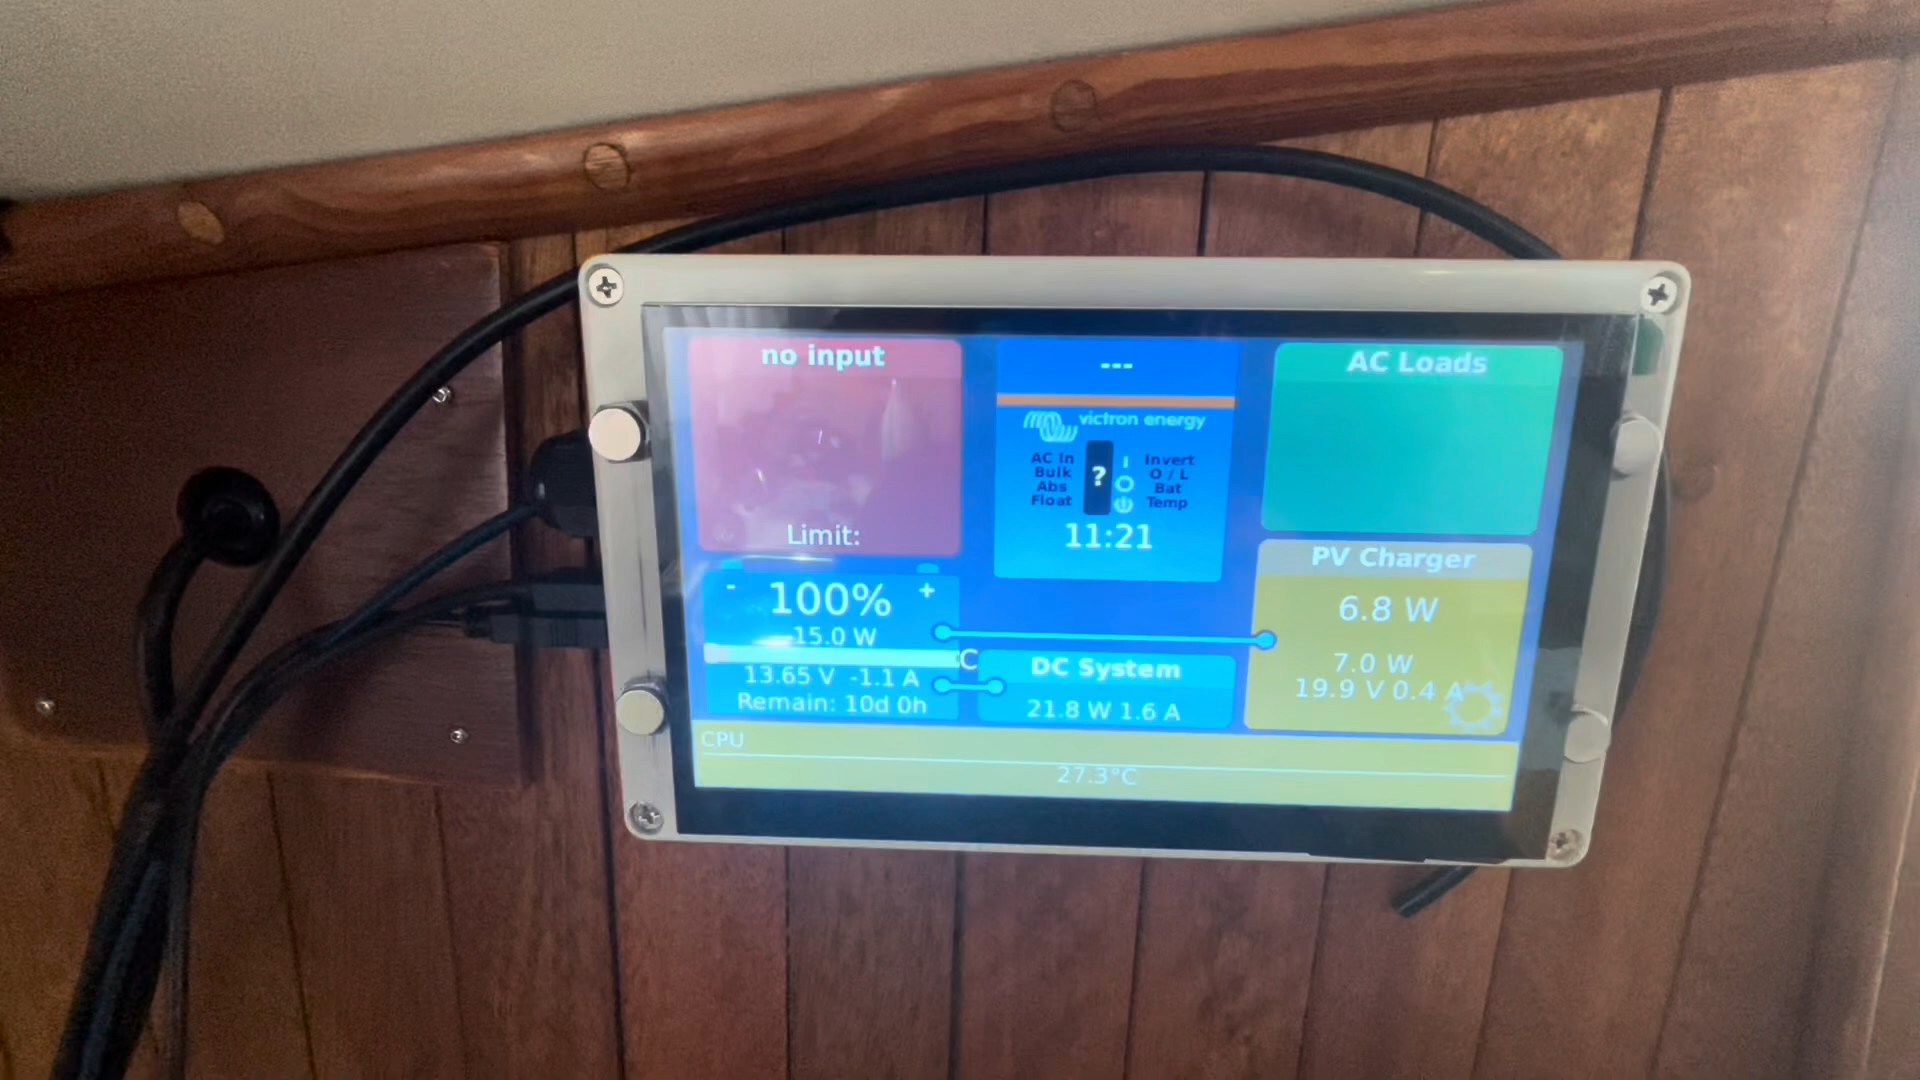 no input
Limit:
---
victron energy
AC In
Bulk
Abs
Float
?
Invert
O / L
Bat
Temp
11:21
AC Loads
- 100% +
-15.0 W
13.65 V -1.1 A
Remain: 10d 0h
C
DC System
21.8 W 1.6 A
PV Charger
6.8 W
7.0 W
19.9 V 0.4 A
CPU
27.3°C